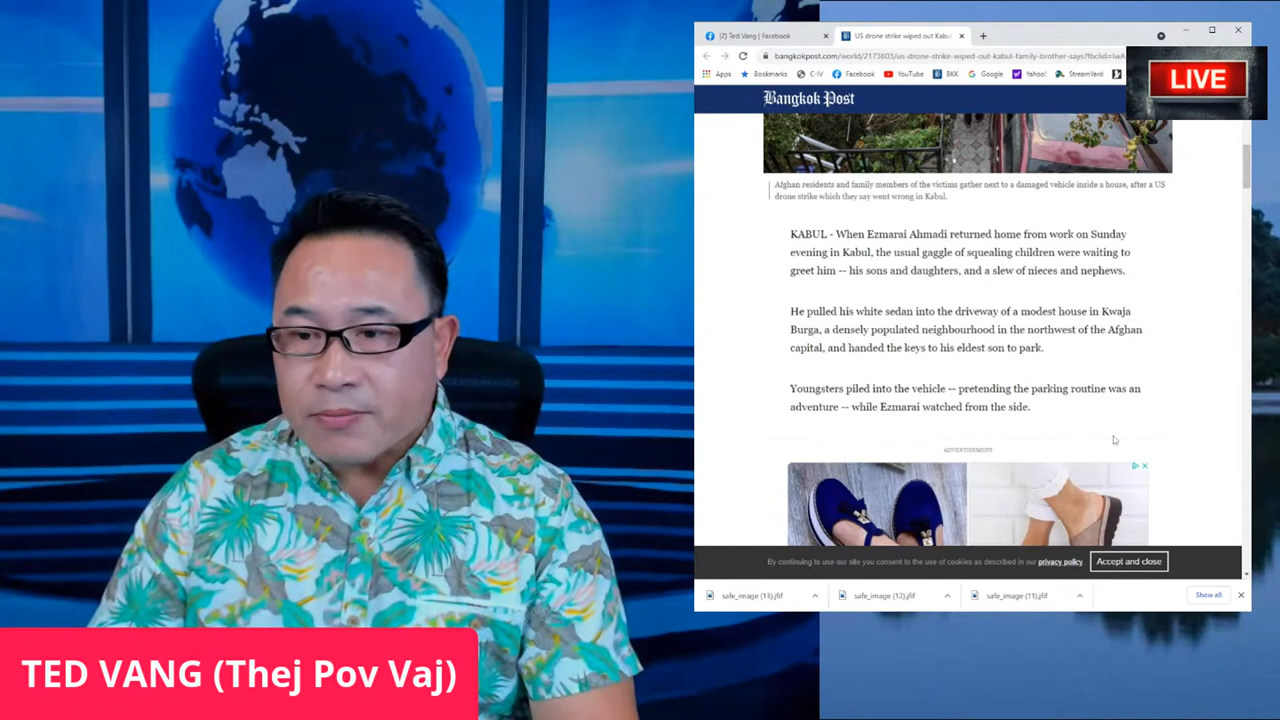 (2) Ted Vang | Facebook
US drone strike wiped out Kabul
bangkokpost.com/world/2173603/us-drone-strike-wiped-out-kabul-family-brother-says?fbclid=IwA
Apps Bookmarks C-IV Facebook YouTube BKK Google Yahoo! StreamYard
LIVE
Bangkok Post
Afghan residents and family members of the victims gather next to a damaged vehicle inside a house, after a US
drone strike which they say went wrong in Kabul.
KABUL - When Ezmarai Ahmadi returned home from work on Sunday
evening in Kabul, the usual gaggle of squealing children were waiting to
greet him -- his sons and daughters, and a slew of nieces and nephews.
He pulled his white sedan into the driveway of a modest house in Kwaja
Burga, a densely populated neighbourhood in the northwest of the Afghan
capital, and handed the keys to his eldest son to park.
Youngsters piled into the vehicle -- pretending the parking routine was an
adventure -- while Ezmarai watched from the side.
ADVERTISEMENT
By continuing to use our site you consent to the use of cookies as described in our privacy policy
Accept and close
safe_image (13).jfif
safe_image (12).jfif
safe_image (11).jfif
Show all
TED VANG (Thej Pov Vaj)